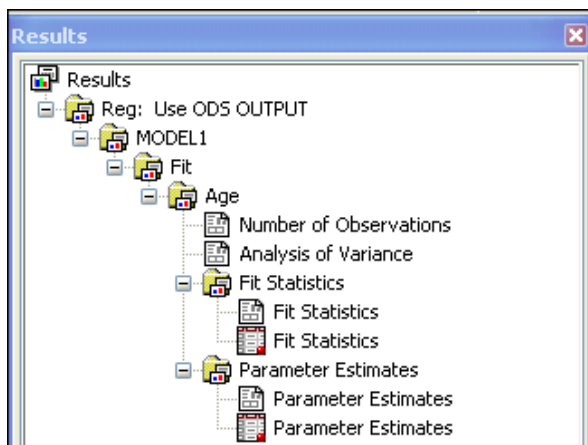 Results
Results
Reg: Use ODS OUTPUT
MODEL1
Fit
Age
Number of Observations
Analysis of Variance
Fit Statistics
Fit Statistics
Fit Statistics
Parameter Estimates
Parameter Estimates
Parameter Estimates